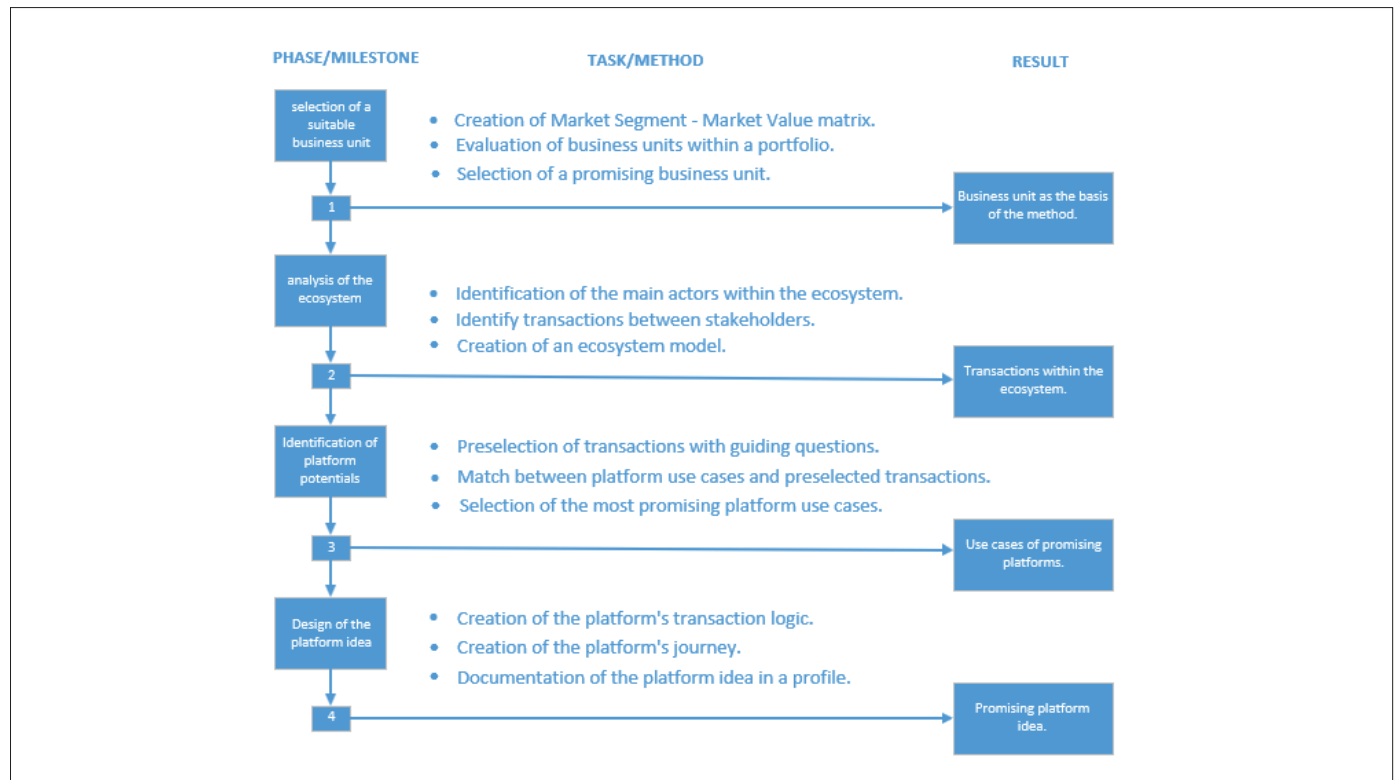 PHASE/MILESTONE
TASK/METHOD
RESULT
selection of a
suitable
business unit
• Creation of Market Segment - Market Value matrix.
• Evaluation of business units within a portfolio.
• Selection of a promising business unit.
1
Business unit as the basis
of the method.
analysis of the
ecosystem
• Identification of the main actors within the ecosystem.
• Identify transactions between stakeholders.
• Creation of an ecosystem model.
2
Transactions within the
ecosystem.
Identification of
platform
potentials
• Preselection of transactions with guiding questions.
• Match between platform use cases and preselected transactions.
• Selection of the most promising platform use cases.
3
Use cases of promising
platforms.
Design of the
platform idea
• Creation of the platform's transaction logic.
• Creation of the platform's journey.
• Documentation of the platform idea in a profile.
4
Promising platform
idea.